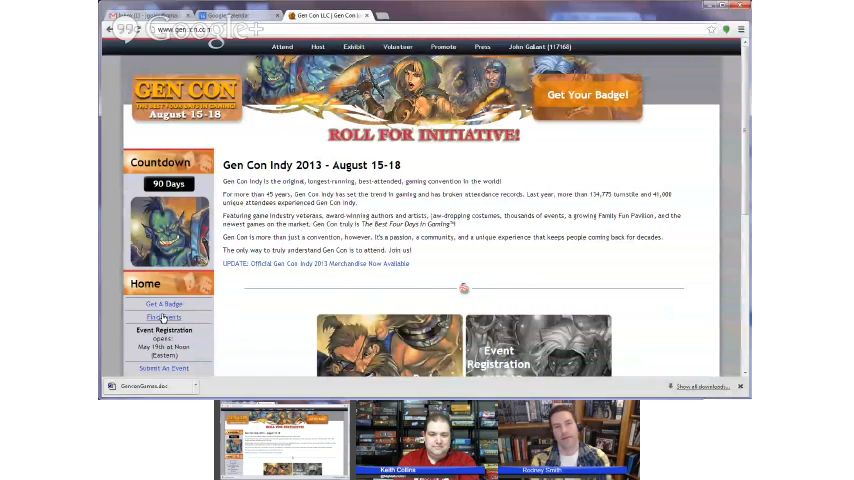 Gen Con LLC | Gen Con In
Google+
www.gencon.com
Attend Host Exhibit Volunteer Promote Press John Gallant (117168)
GEN CON
THE BEST FOUR DAYS IN GAMING!
August 15-18
Get Your Badge!
ROLL FOR INITIATIVE!
Countdown
90 Days
Gen Con Indy 2013 - August 15-18
Gen Con Indy is the original, longest-running, best-attended, gaming convention in the world!
For more than 45 years, Gen Con Indy has set the trend in gaming and has broken attendance records. Last year, more than 134,775 turnstile and 41,000
unique attendees experienced Gen Con Indy.
Featuring game industry veterans, award-winning authors and artists, jaw-dropping costumes, thousands of events, a growing Family Fun Pavilion, and the
newest games on the market, Gen Con truly is The Best Four Days in Gaming™!
Gen Con is more than just a convention, however. It's a passion, a community, and a unique experience that keeps people coming back for decades.
The only way to truly understand Gen Con is to attend. Join us!
UPDATE: Official Gen Con Indy 2013 Merchandise Now Available
Home
Get A Badge
Find Events
Event Registration
opens:
May 19th at Noon
(Eastern)
Submit An Event
Event
Registration
GenconGames.doc
Show all downloads...
Keith Collins
Rodney Smith